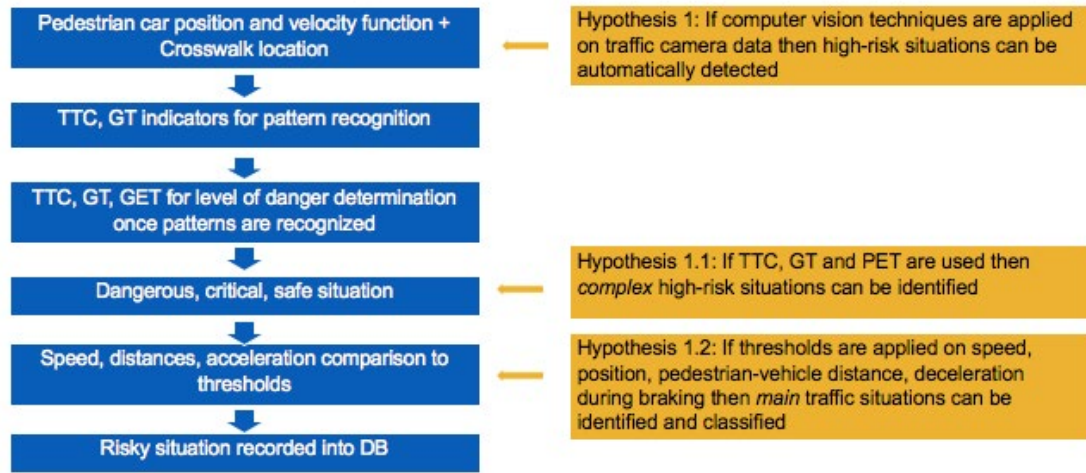 Pedestrian car position and velocity function +
Crosswalk location
Hypothesis 1: If computer vision techniques are applied
on traffic camera data then high-risk situations can be
automatically detected
TTC, GT indicators for pattern recognition
TTC, GT, GET for level of danger determination
once patterns are recognized
Dangerous, critical, safe situation
Hypothesis 1.1: If TTC, GT and PET are used then
complex high-risk situations can be identified
Speed, distances, acceleration comparison to
thresholds
Hypothesis 1.2: If thresholds are applied on speed,
position, pedestrian-vehicle distance, deceleration
during braking then main traffic situations can be
identified and classified
Risky situation recorded into DB